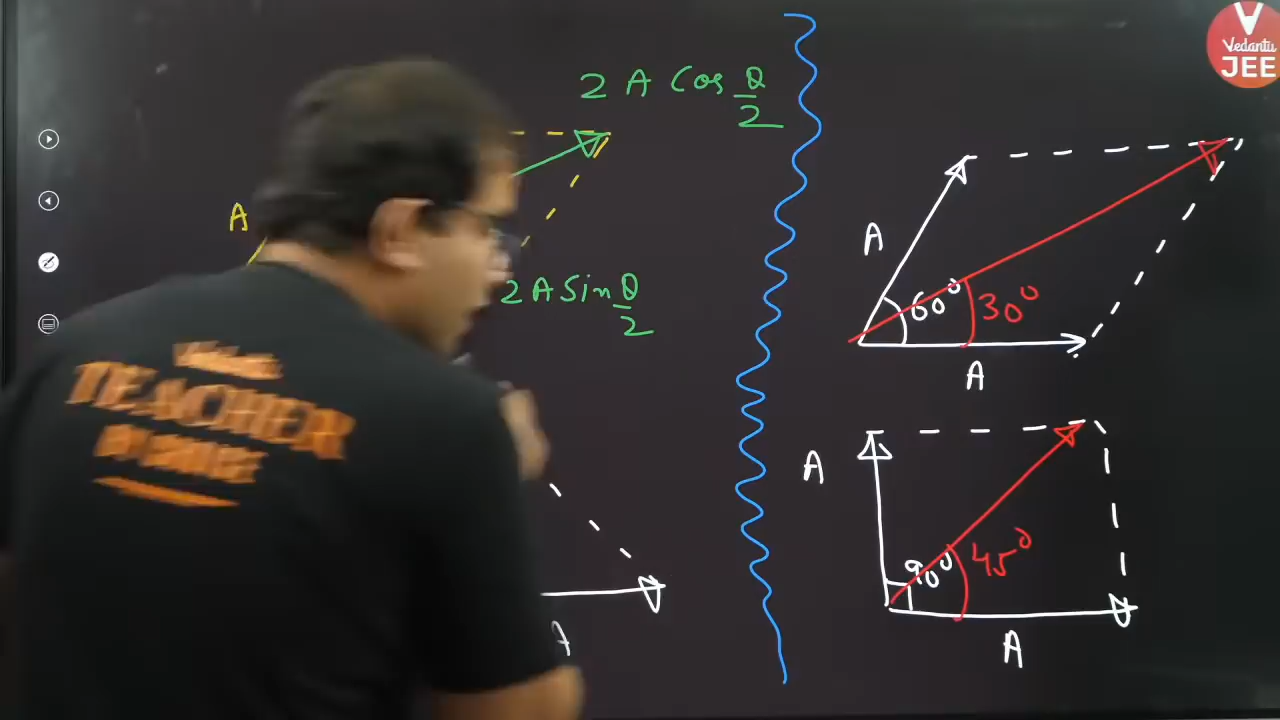 2 A Cos θ/2
A
2 A Sin θ/2
A
A
60°
30°
A
A
90°
45°
A
Vedantu
JEE
TEACHER